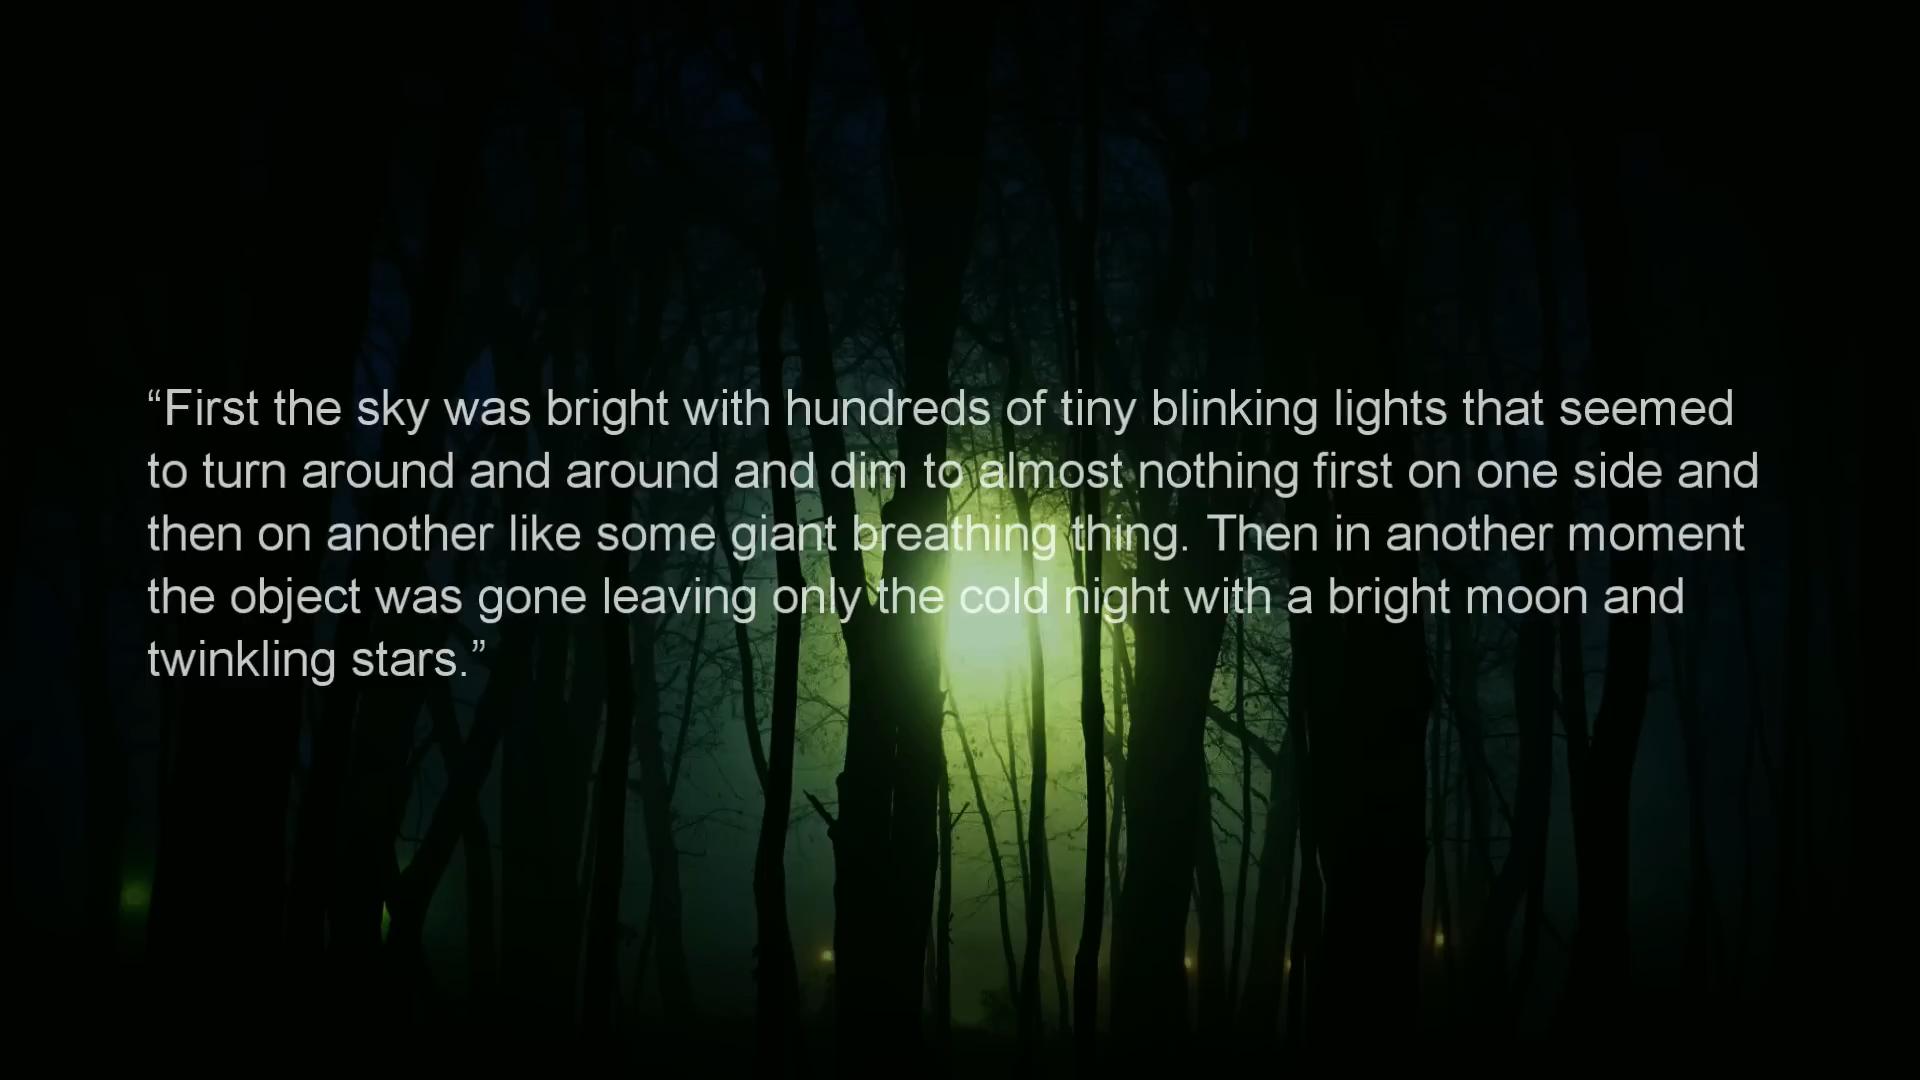 “First the sky was bright with hundreds of tiny blinking lights that seemed
to turn around and around and dim to almost nothing first on one side and
then on another like some giant breathing thing. Then in another moment
the object was gone leaving only the cold night with a bright moon and
twinkling stars.”